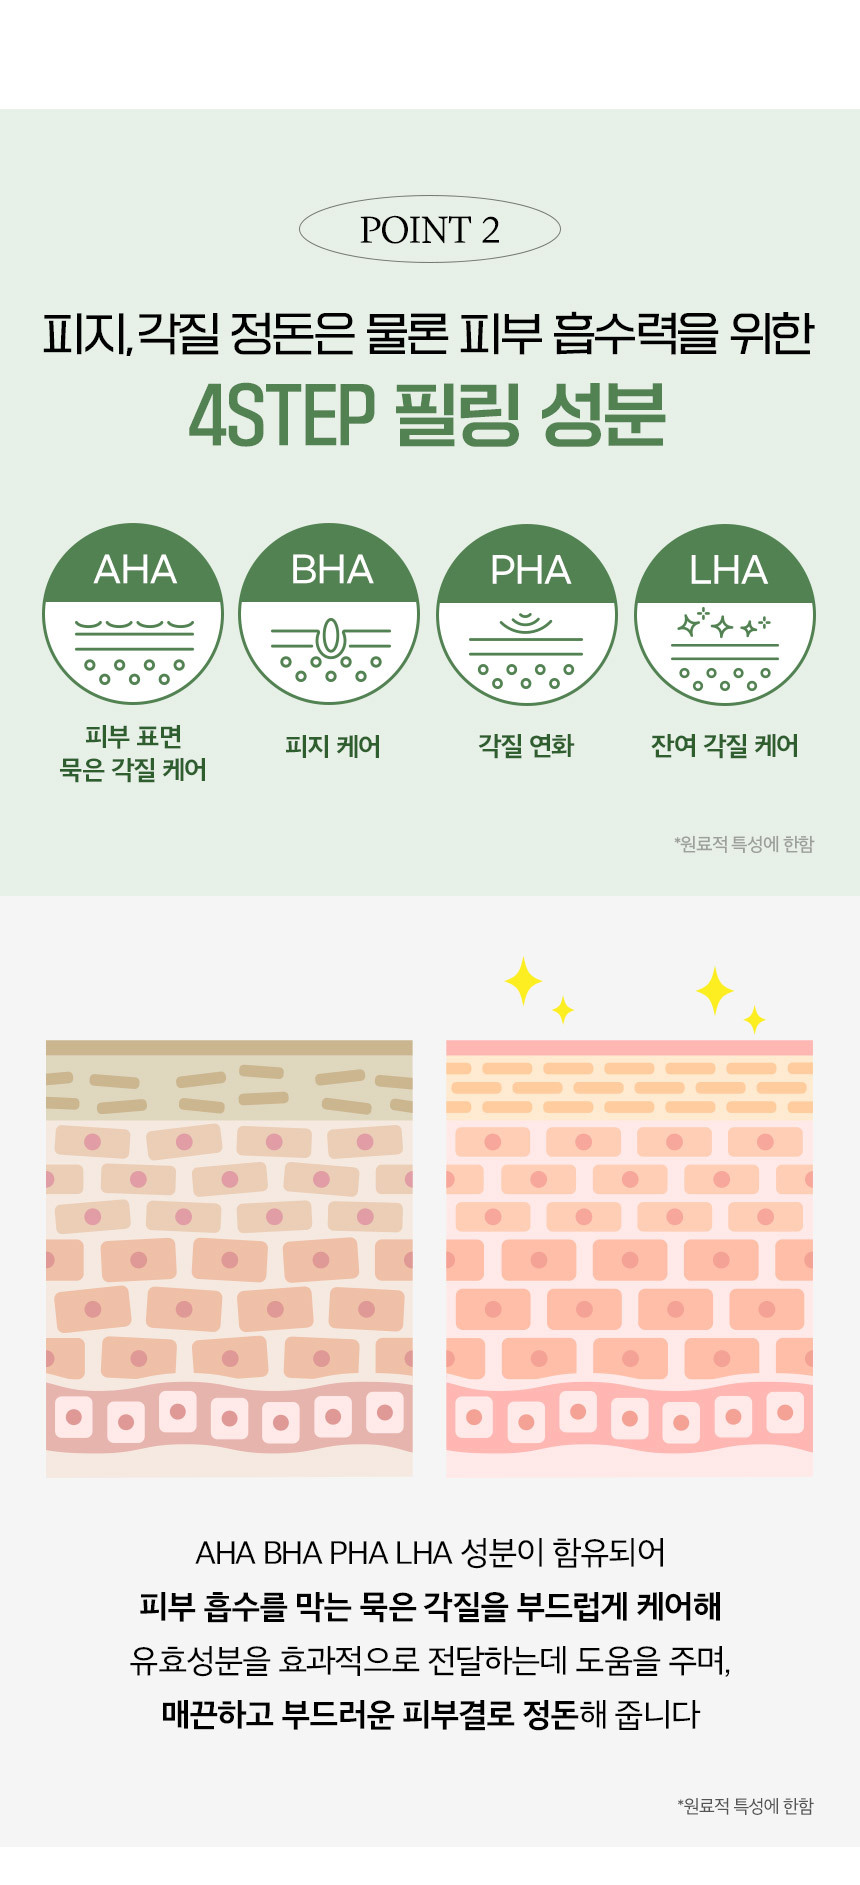 POINT 2
피지,각질 정돈은 물론 피부 흡수력을 위한
4STEP 필링 성분
AHA
BHA
PHA
LHA
피부 표면
묵은 각질 케어
피지 케어
각질 연화
잔여 각질 케어
*원료적 특성에 한함
AHA BHA PHA LHA 성분이 함유되어
피부 흡수를 막는 묵은 각질을 부드럽게 케어해
유효성분을 효과적으로 전달하는데 도움을 주며,
매끈하고 부드러운 피부결로 정돈해 줍니다
*원료적 특성에 한함